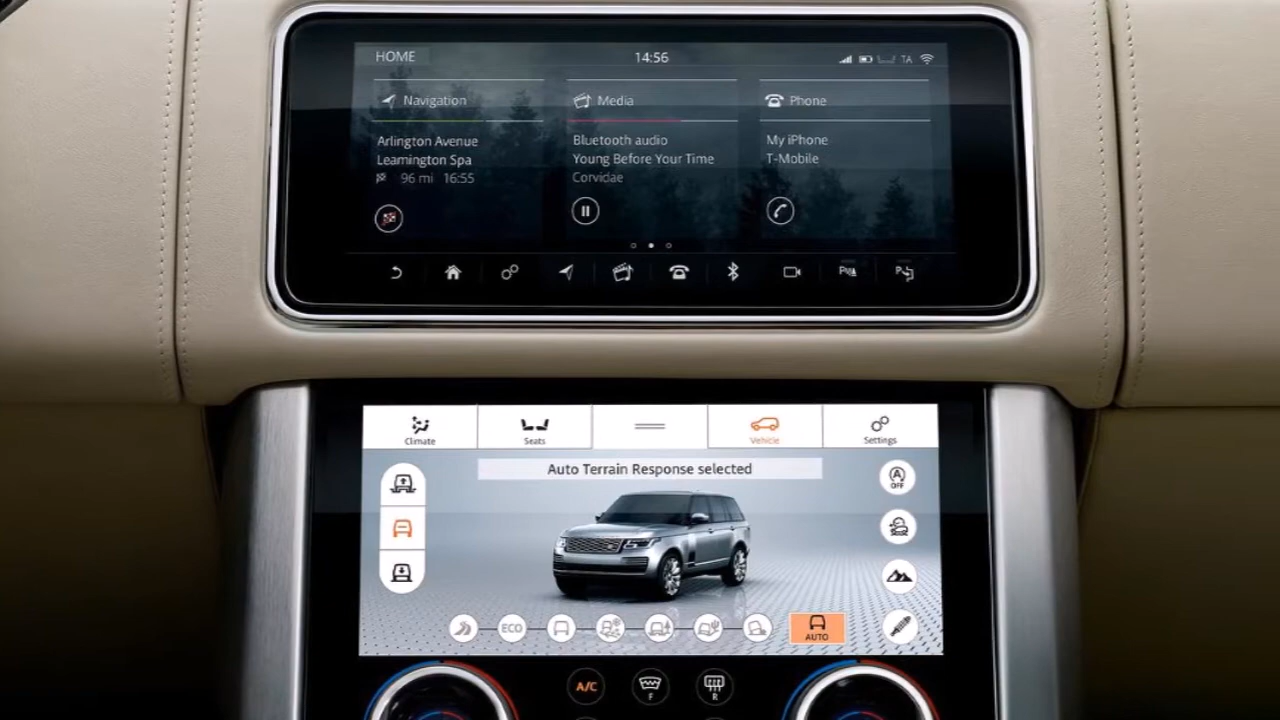 HOME
14:56
TA
Navigation
Media
Phone
Arlington Avenue
Leamington Spa
96 mi 16:55
Bluetooth audio
Young Before Your Time
Corvidae
My iPhone
T-Mobile
Climate
Seats
Vehicle
Settings
Auto Terrain Response selected
A
OFF
ECO
AUTO
A/C
F
R